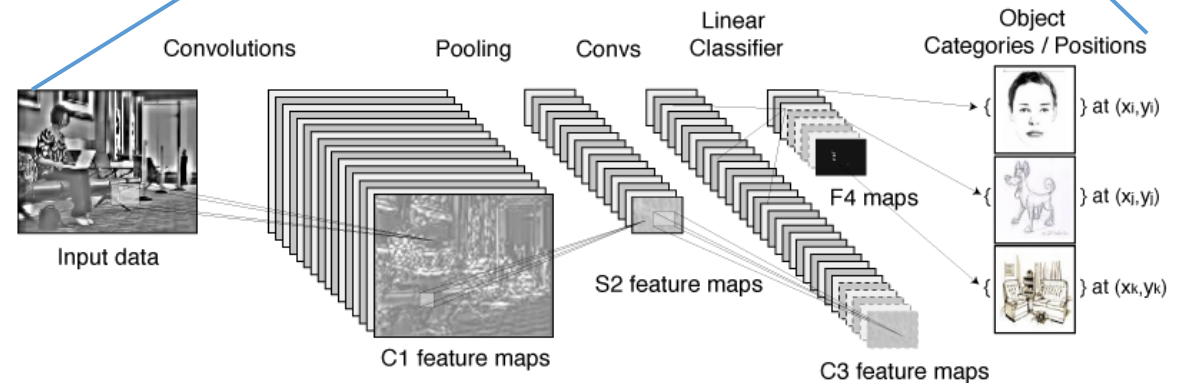 Convolutions
Pooling
Convs
Linear
Classifier
Object
Categories / Positions
{ } at (xi,yi)
F4 maps
{ } at (xj,yj)
Input data
S2 feature maps
{ } at (xk,yk)
C1 feature maps
C3 feature maps